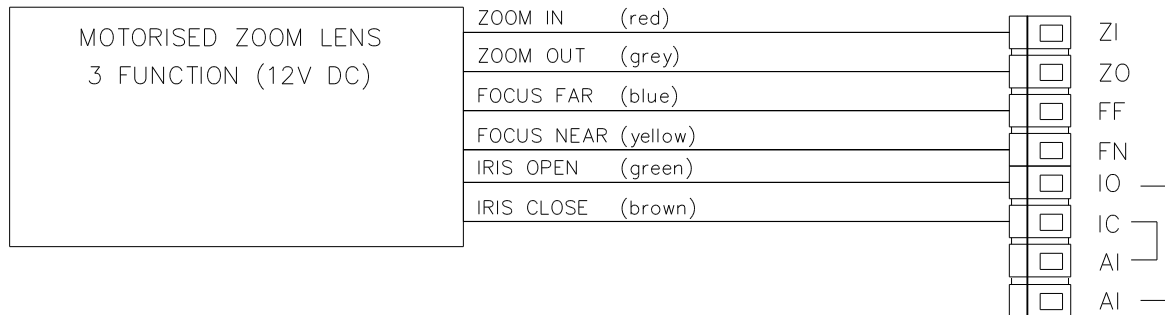 MOTORISED ZOOM LENS
3 FUNCTION (12V DC)
ZOOM IN (red)
ZOOM OUT (grey)
FOCUS FAR (blue)
FOCUS NEAR (yellow)
IRIS OPEN (green)
IRIS CLOSE (brown)
ZI
ZO
FF
FN
IO
IC
AI
AI